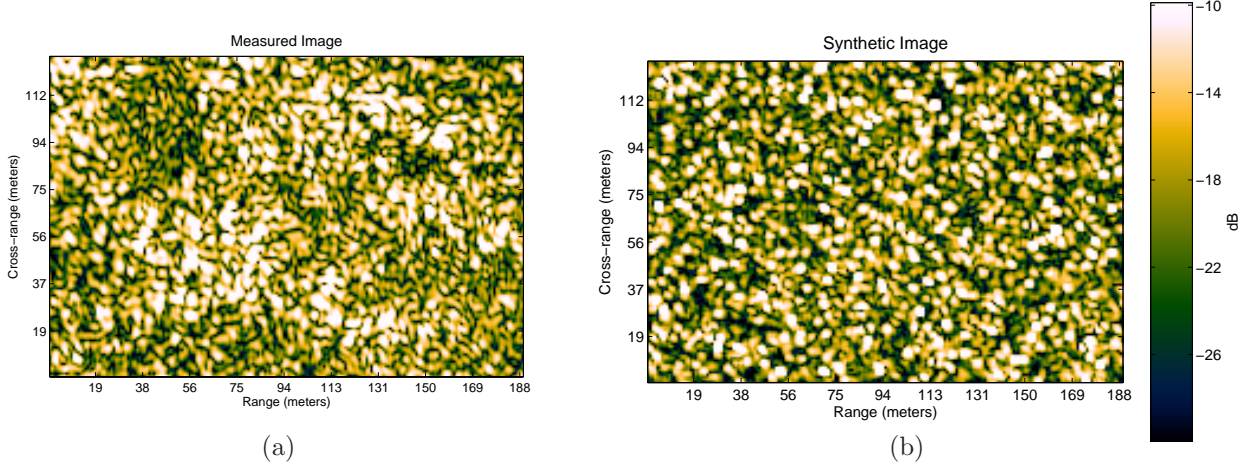 Measured Image
Cross-range (meters)
112
94
75
56
37
19
19 38 56 75 94 113 131 150 169 188
Range (meters)
(a)
Synthetic Image
Cross-range (meters)
112
94
75
56
37
19
19 38 56 75 94 113 131 150 169 188
Range (meters)
(b)
−10
−14
−18
−22
−26
dB